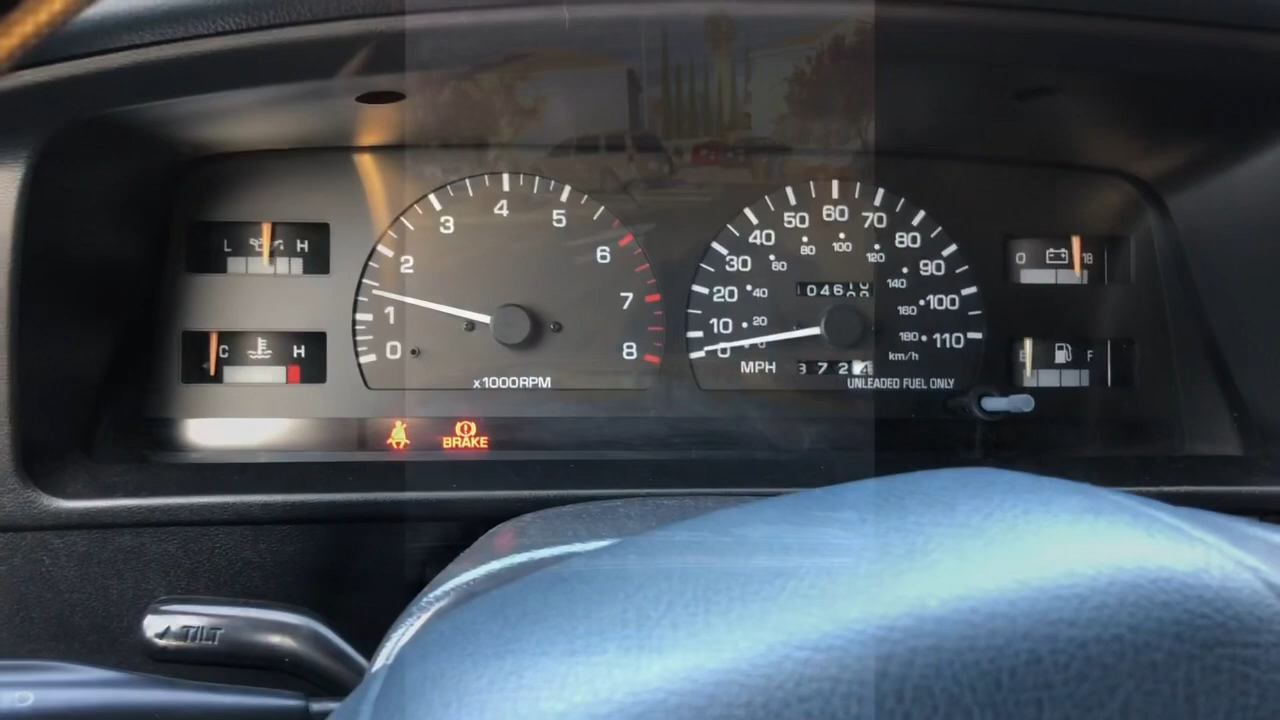 L H
C H
0 1 2 3 4 5 6 7 8
x1000RPM
0 10 20 30 40 50 60 70 80 90 100 110
20 40 60 80 100 120 140 160 180
km/h
MPH
UNLEADED FUEL ONLY
18
E F
BRAKE
TILT